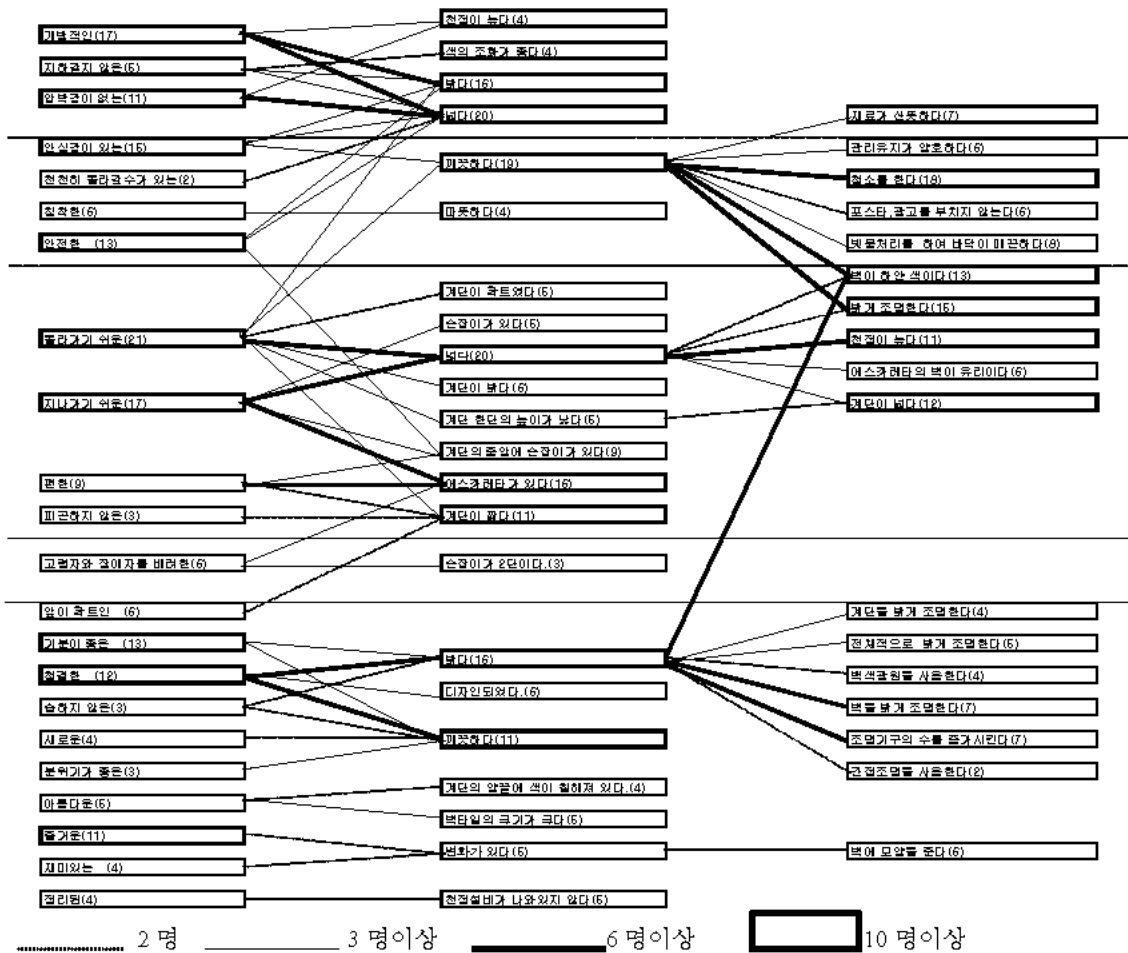 개방적인(17)
지하같지 않은(5)
압박감이 없는(11)
안심감이 있는(15)
천천히 올라갈수가 있는(2)
침착한(6)
안전한 (13)
올라가기 쉬운(21)
지나가기 쉬운(17)
편한(9)
피곤하지 않은(3)
고령자와 장애자를 배려한(6)
앞이 확트인 (6)
기분이 좋은 (13)
청결한 (12)
습하지 않은(3)
새로운(4)
분위기가 좋은(3)
아름다운(5)
즐거운(11)
재미있는 (4)
정리된(4)
천정이 높다(4)
색의 조화가 좋다(4)
밝다(16)
넓다(20)
깨끗하다(19)
따뜻하다(4)
계단이 확트였다(5)
손잡이가 있다(5)
넓다(20)
계단이 밝다(6)
계단 한단의 높이가 낮다(5)
계단의 중앙에 손잡이가 있다(9)
에스카레타가 있다(16)
계단이 짧다(11)
손잡이가 2단이다.(3)
밝다(16)
디자인되었다.(6)
깨끗하다(11)
계단의 앞끝에 색이 칠해져 있다.(4)
벽타일의 크기가 크다(5)
변화가 있다(5)
천정설비가 나와있지 않다(5)
재료가 산뜻하다(7)
관리유지가 양호하다(6)
청소를 한다(19)
포스타,광고를 부치지 않는다(6)
빗물처리를 하여 바닥이 매끈하다(8)
벽이 하얀 색이다(13)
밝게 조명한다(15)
천정이 높다(11)
에스카레타의 벽이 유리이다(6)
계단이 넓다(12)
계단을 밝게 조명한다(4)
전체적으로 밝게 조명한다(5)
백색광원을 사용한다(4)
벽을 밝게 조명한다(7)
조명기구의 수를 증가시킨다(7)
간접조명을 사용한다(2)
벽에 모양을 준다(6)
2 명
3 명이상
6 명이상
10 명이상